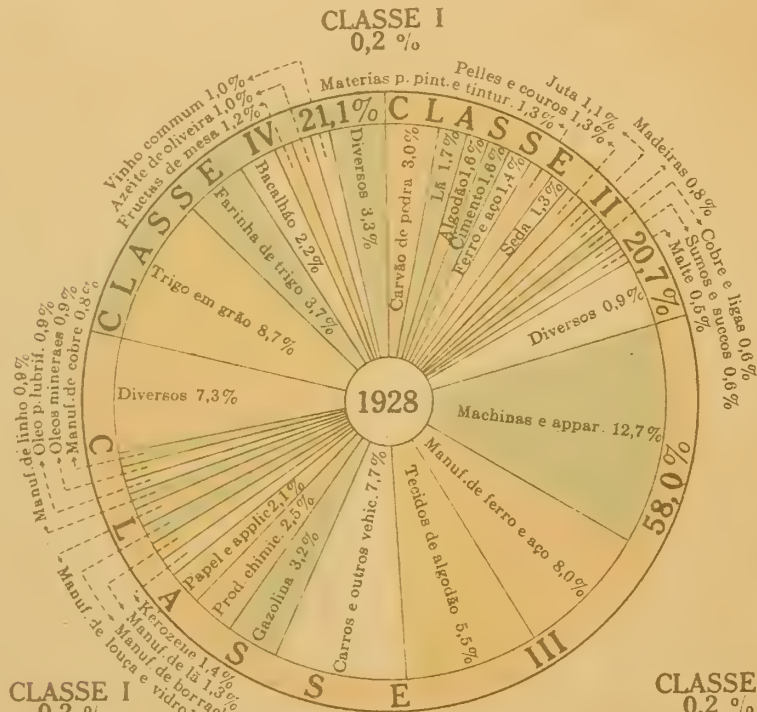 CLASSE I
0,2 %
CLASSE II 20,7%
Carvão de pedra 3,0%
Lã 1,7%
Algodão 1,6%
Cimento 1,6%
Ferro e aço 1,4%
Materias p. pint. e tintur. 1,3%
Pelles e couros 1,3%
Seda 1,3%
Juta 1,1%
Madeiras 0,8%
Cobre e ligas 0,6%
Sumos e succos 0,6%
Malte 0,5%
Diversos 0,9%
CLASSE III 58,0%
Machinas e appar. 12,7%
Manuf. de ferro e aço 8,0%
Tecidos de algodão 5,5%
Carros e outros vehic. 7,7%
Gazolina 3,2%
Prod. chimic. 2,5%
Papel e applic 2,1%
Kerozene 1,4%
Manuf. de lã 1,3%
Manuf. de
Manuf. de louça e vidro
Manuf. de linho 0,9%
Oleo p. lubrif. 0,9%
Oleos mineraes 0,9%
Manuf. de cobre 0,8%
Diversos 7,3%
CLASSE IV 21,1%
Trigo em grão 8,7%
Farinha de trigo 3,7%
Bacalháo 2,2%
Fructas de mesa 1,2%
Azeite de oliveira 1,0%
Vinho commum 1,0%
Diversos 3,3%
1928
CLASSE I
0,2 %
CLASSE
0,2 %